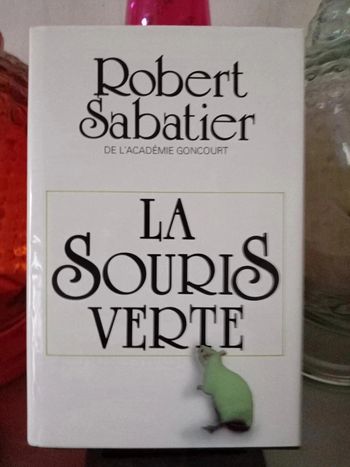 Robert
Sabatier
DE L'ACADÉMIE GONCOURT
LA
SOURIS
VERTE